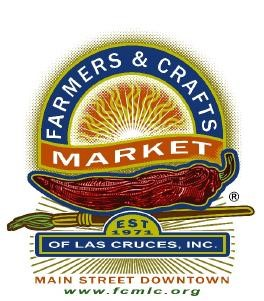 FARMERS & CRAFTS
MARKET
®
EST
1971
OF LAS CRUCES, INC.
MAIN STREET DOWNTOWN
www.fcmlc.org